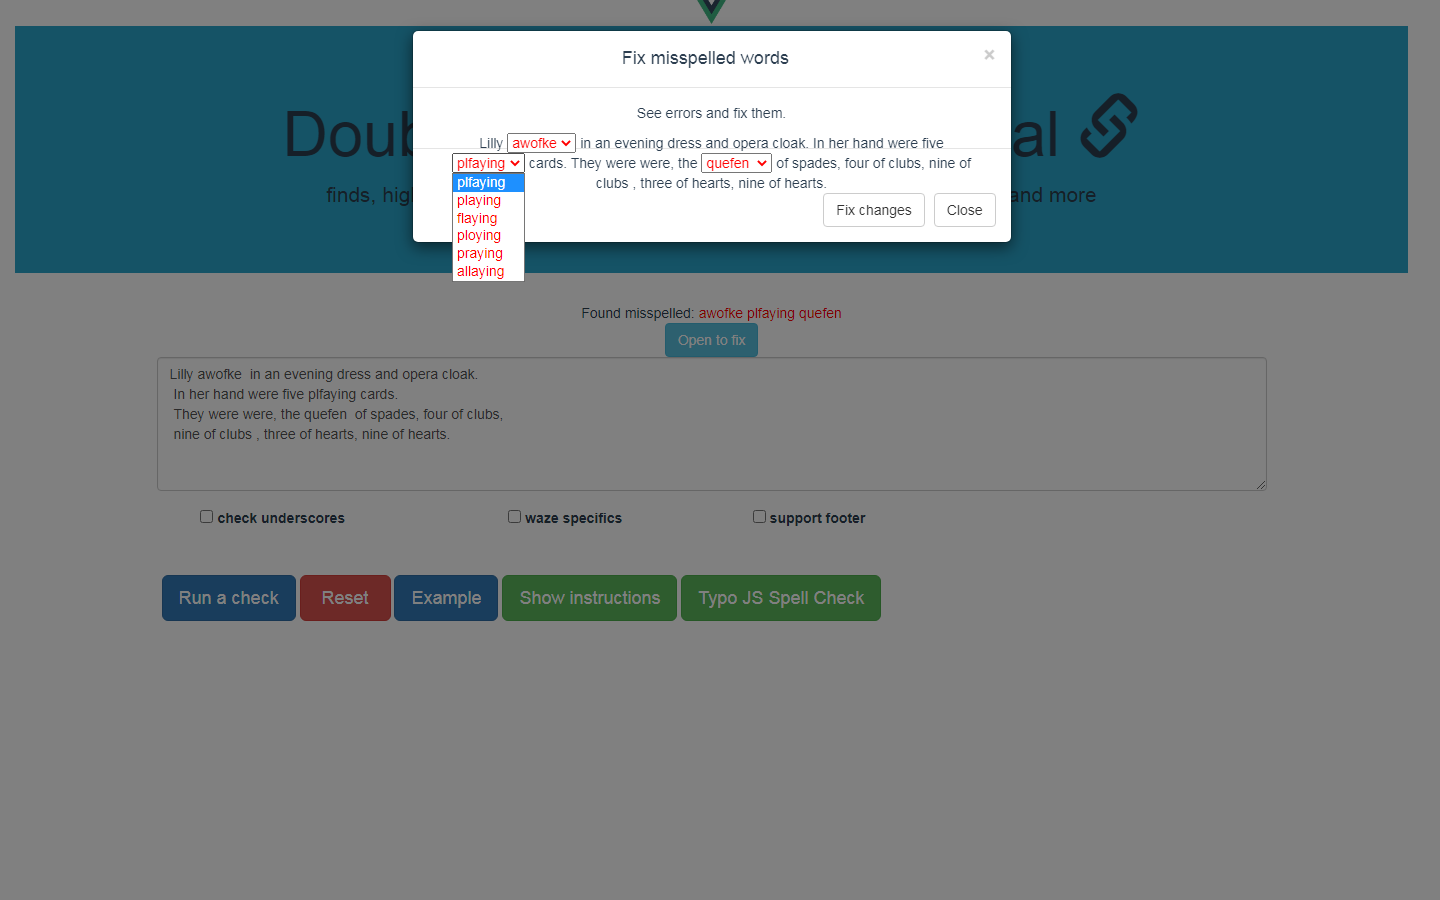 Fix misspelled words
×
See errors and fix them.
Lilly awofke in an evening dress and opera cloak. In her hand were five
plfaying cards. They were were, the quefen of spades, four of clubs, nine of
clubs , three of hearts, nine of hearts.
plfaying
playing
flaying
ploying
praying
allaying
Fix changes Close
Doub al
finds, hig and more
Found misspelled: awofke plfaying quefen
Open to fix
Lilly awofke  in an evening dress and opera cloak.
In her hand were five plfaying cards.
They were were, the quefen  of spades, four of clubs,
nine of clubs , three of hearts, nine of hearts.
check underscores waze specifics support footer
Run a check Reset Example Show instructions Typo JS Spell Check